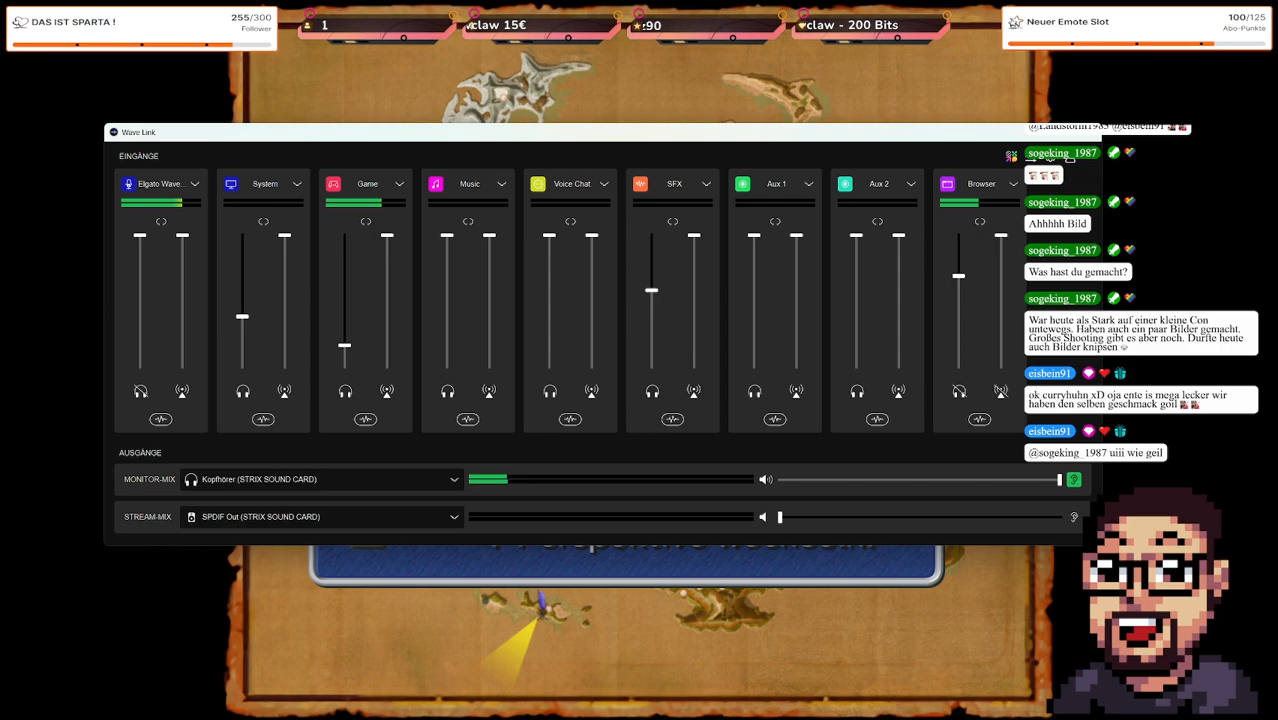 DAS IST SPARTA !
255/300
Follower
1
claw 15€
:90
claw - 200 Bits
Neuer Emote Slot
100/125
Abo-Punkte
Wave Link
@Landstorm1985 @eisbein91
EINGÄNGE
Elgato Wave...
System
Game
Music
Voice Chat
SFX
Aux 1
Aux 2
Browser
sogeking_1987
sogeking_1987
Ahhhhh Bild
sogeking_1987
Was hast du gemacht?
sogeking_1987
War heute als Stark auf einer kleine Con
untewegs. Haben auch ein paar Bilder gemacht.
Großes Shooting gibt es aber noch. Durfte heute
auch Bilder knipsen
eisbein91
ok curryhuhn xD oja ente is mega lecker wir
haben den selben geschmack goil
eisbein91
@sogeking_1987 uiii wie geil
AUSGÄNGE
MONITOR-MIX
Kopfhörer (STRIX SOUND CARD)
STREAM-MIX
SPDIF Out (STRIX SOUND CARD)